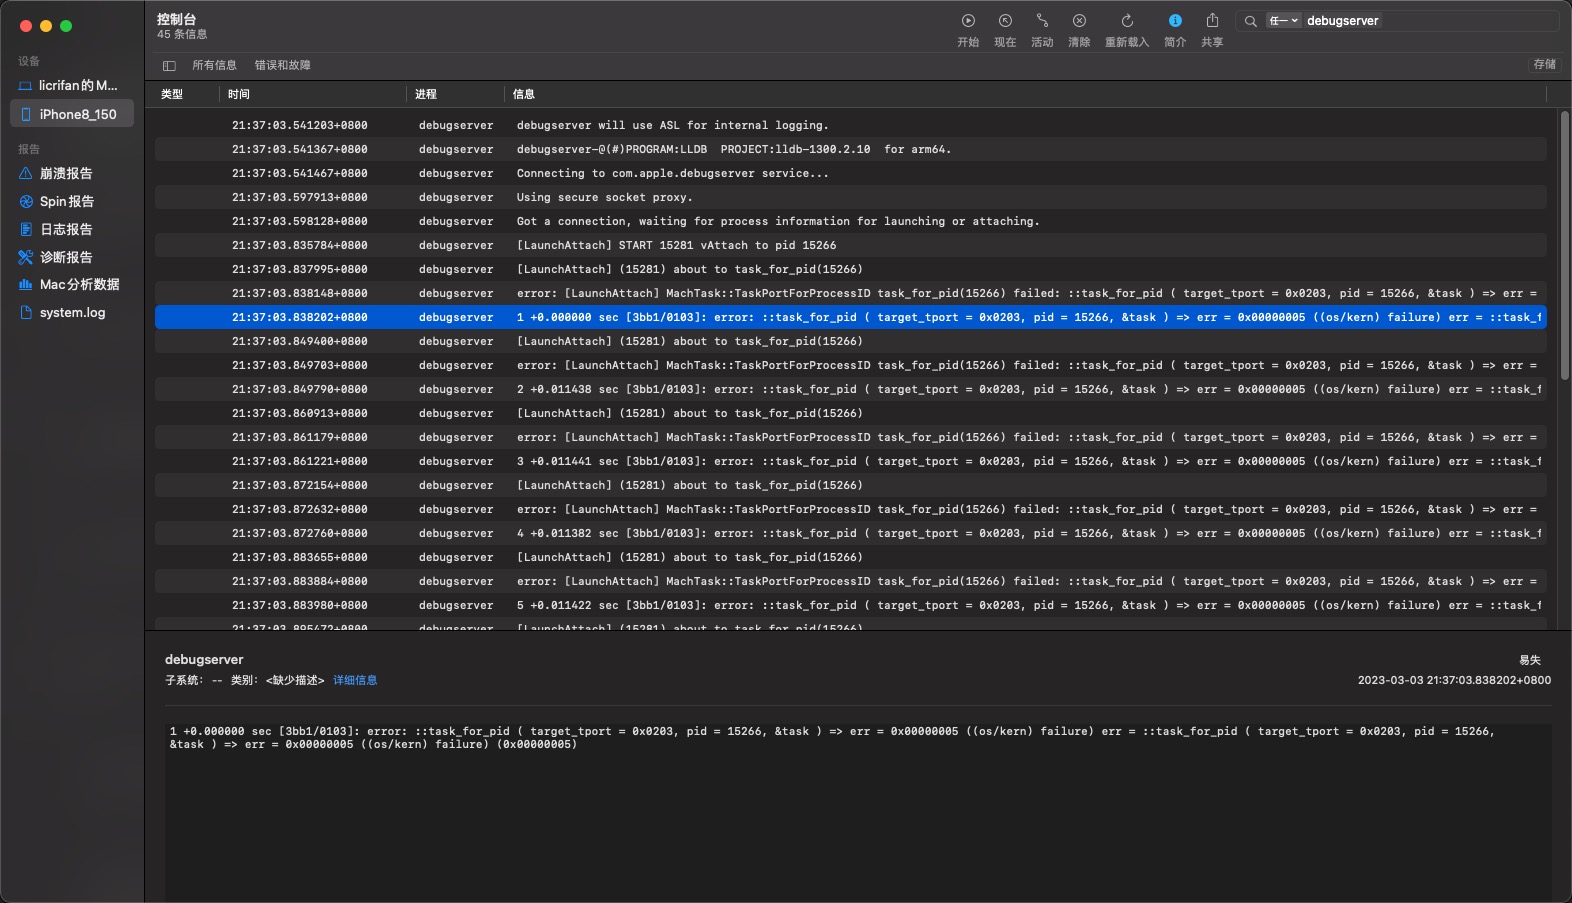 控制台
45 条信息
开始 现在 活动 清除 重新载入 简介 共享
任一 debugserver
所有信息 错误和故障 存储
设备
licrifan的 M...
iPhone8_150
报告
崩溃报告
Spin 报告
日志报告
诊断报告
Mac分析数据
system.log
类型 时间 进程 信息
21:37:03.541203+0800 debugserver debugserver will use ASL for internal logging.
21:37:03.541367+0800 debugserver debugserver-@(#)PROGRAM:LLDB PROJECT:lldb-1300.2.10 for arm64.
21:37:03.541467+0800 debugserver Connecting to com.apple.debugserver service...
21:37:03.597913+0800 debugserver Using secure socket proxy.
21:37:03.598128+0800 debugserver Got a connection, waiting for process information for launching or attaching.
21:37:03.835784+0800 debugserver [LaunchAttach] START 15281 vAttach to pid 15266
21:37:03.837995+0800 debugserver [LaunchAttach] (15281) about to task_for_pid(15266)
21:37:03.838148+0800 debugserver error: [LaunchAttach] MachTask::TaskPortForProcessID task_for_pid(15266) failed: ::task_for_pid ( target_tport = 0x0203, pid = 15266, &task ) => err =
21:37:03.838202+0800 debugserver 1 +0.000000 sec [3bb1/0103]: error: ::task_for_pid ( target_tport = 0x0203, pid = 15266, &task ) => err = 0x00000005 ((os/kern) failure) err = ::task_f
21:37:03.849400+0800 debugserver [LaunchAttach] (15281) about to task_for_pid(15266)
21:37:03.849703+0800 debugserver error: [LaunchAttach] MachTask::TaskPortForProcessID task_for_pid(15266) failed: ::task_for_pid ( target_tport = 0x0203, pid = 15266, &task ) => err =
21:37:03.849790+0800 debugserver 2 +0.011438 sec [3bb1/0103]: error: ::task_for_pid ( target_tport = 0x0203, pid = 15266, &task ) => err = 0x00000005 ((os/kern) failure) err = ::task_f
21:37:03.860913+0800 debugserver [LaunchAttach] (15281) about to task_for_pid(15266)
21:37:03.861179+0800 debugserver error: [LaunchAttach] MachTask::TaskPortForProcessID task_for_pid(15266) failed: ::task_for_pid ( target_tport = 0x0203, pid = 15266, &task ) => err =
21:37:03.861221+0800 debugserver 3 +0.011441 sec [3bb1/0103]: error: ::task_for_pid ( target_tport = 0x0203, pid = 15266, &task ) => err = 0x00000005 ((os/kern) failure) err = ::task_f
21:37:03.872154+0800 debugserver [LaunchAttach] (15281) about to task_for_pid(15266)
21:37:03.872632+0800 debugserver error: [LaunchAttach] MachTask::TaskPortForProcessID task_for_pid(15266) failed: ::task_for_pid ( target_tport = 0x0203, pid = 15266, &task ) => err =
21:37:03.872760+0800 debugserver 4 +0.011382 sec [3bb1/0103]: error: ::task_for_pid ( target_tport = 0x0203, pid = 15266, &task ) => err = 0x00000005 ((os/kern) failure) err = ::task_f
21:37:03.883655+0800 debugserver [LaunchAttach] (15281) about to task_for_pid(15266)
21:37:03.883884+0800 debugserver error: [LaunchAttach] MachTask::TaskPortForProcessID task_for_pid(15266) failed: ::task_for_pid ( target_tport = 0x0203, pid = 15266, &task ) => err =
21:37:03.883980+0800 debugserver 5 +0.011422 sec [3bb1/0103]: error: ::task_for_pid ( target_tport = 0x0203, pid = 15266, &task ) => err = 0x00000005 ((os/kern) failure) err = ::task_f
21:37:03.895472+0800 debugserver [LaunchAttach] (15281) about to task_for_pid(15266)
debugserver 易失
子系统: -- 类别: <缺少描述> 详细信息 2023-03-03 21:37:03.838202+0800
1 +0.000000 sec [3bb1/0103]: error: ::task_for_pid ( target_tport = 0x0203, pid = 15266, &task ) => err = 0x00000005 ((os/kern) failure) err = ::task_for_pid ( target_tport = 0x0203, pid = 15266,
&task ) => err = 0x00000005 ((os/kern) failure) (0x00000005)